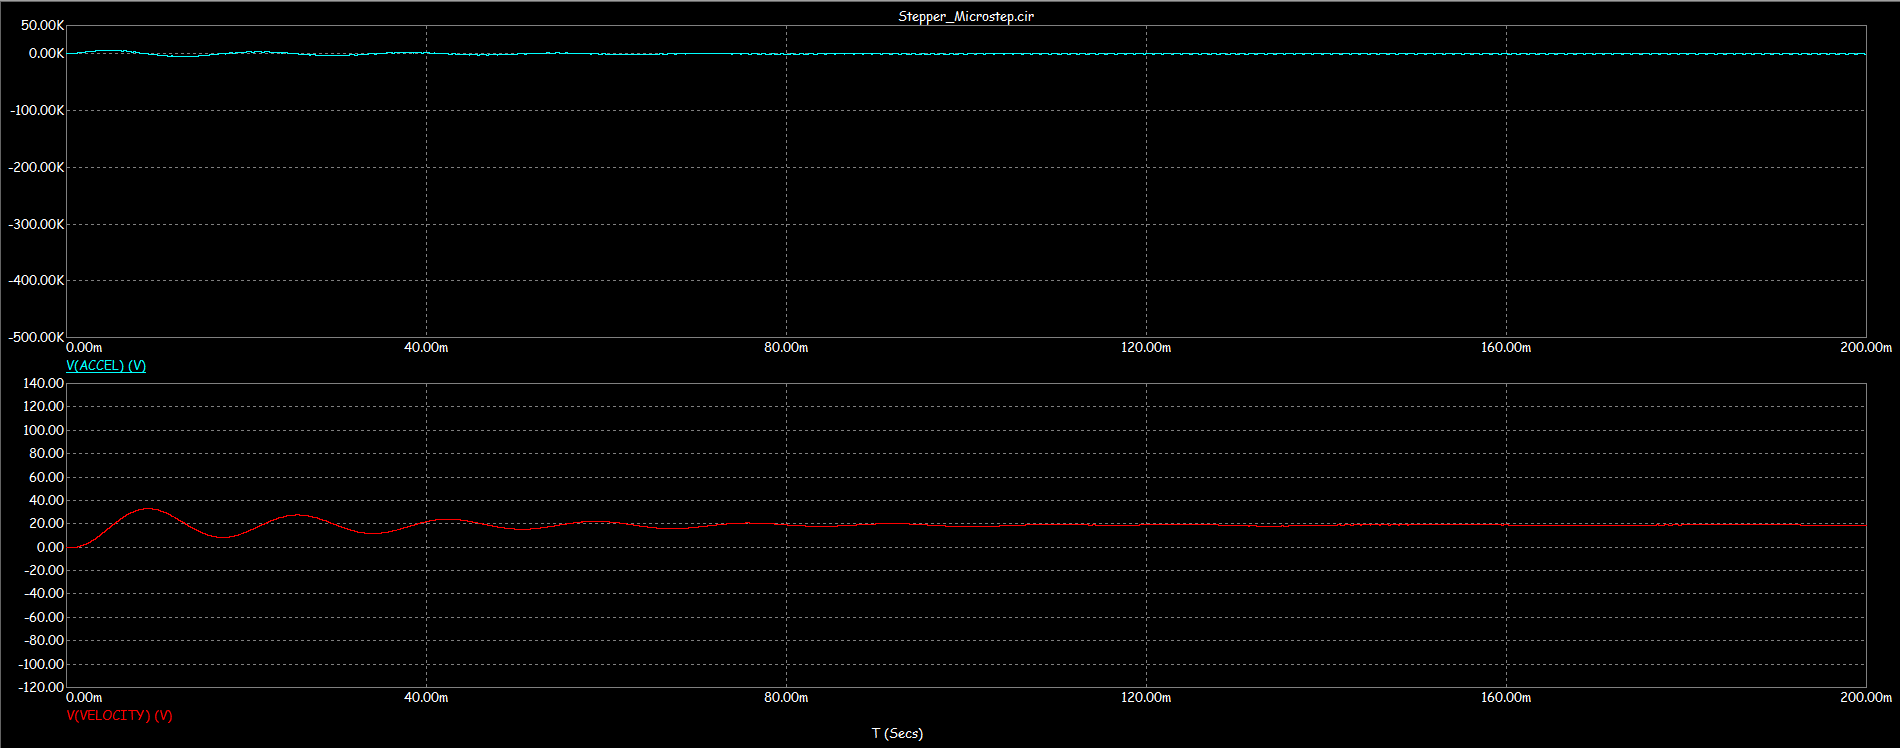 Stepper_Microstep.cir
50.00K
0.00K
-100.00K
-200.00K
-300.00K
-400.00K
-500.00K
0.00m 40.00m 80.00m 120.00m 160.00m 200.00m
V(ACCEL) (V)
140.00
120.00
100.00
80.00
60.00
40.00
20.00
0.00
-20.00
-40.00
-60.00
-80.00
-100.00
-120.00
0.00m 40.00m 80.00m 120.00m 160.00m 200.00m
V(VELOCITY) (V)
T (Secs)